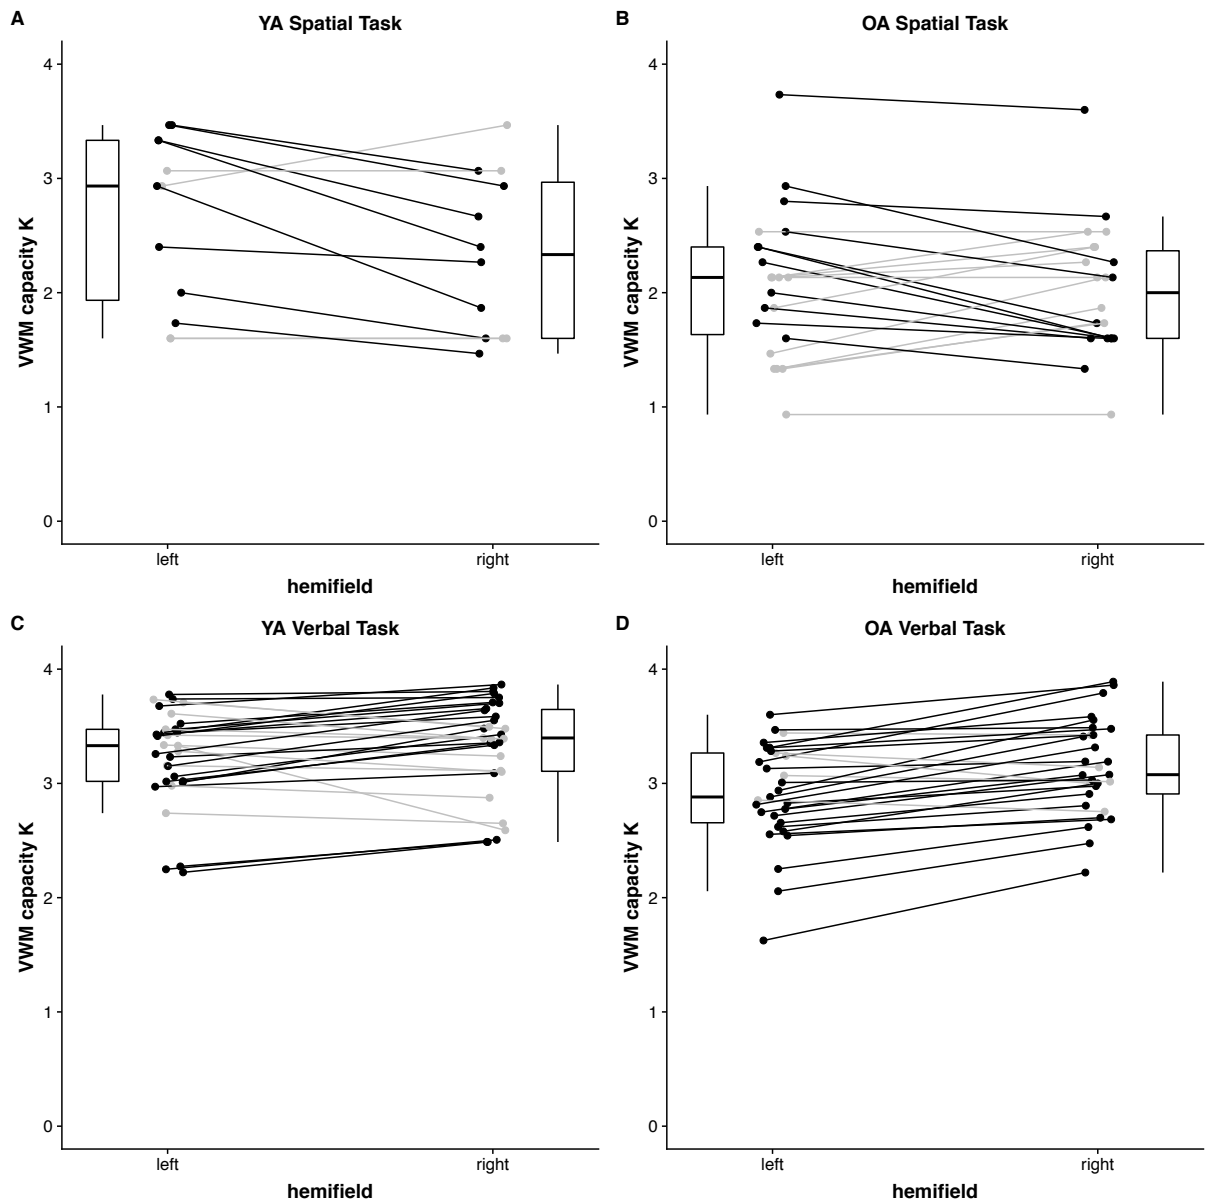 A
YA Spatial Task
VWM capacity K
4
3
2
1
0
left
right
hemifield
B
OA Spatial Task
VWM capacity K
4
3
2
1
0
left
right
hemifield
C
YA Verbal Task
VWM capacity K
4
3
2
1
0
left
right
hemifield
D
OA Verbal Task
VWM capacity K
4
3
2
1
0
left
right
hemifield